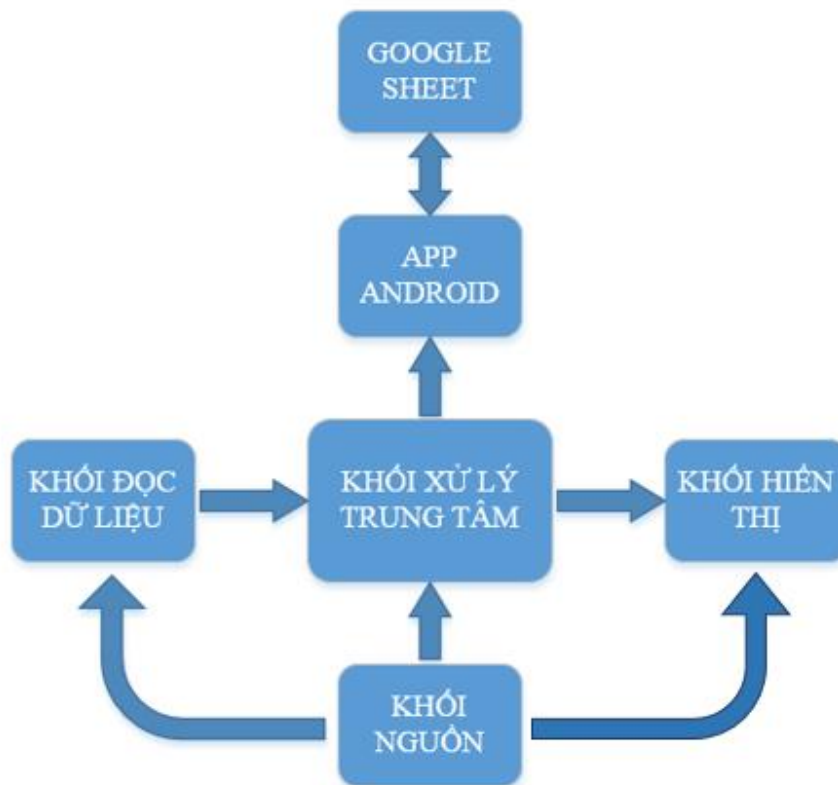 GOOGLE
SHEET
APP
ANDROID
KHỐI ĐỌC
DỮ LIỆU
KHỐI XỬ LÝ
TRUNG TÂM
KHỐI HIỂN
THỊ
KHỐI
NGUỒN